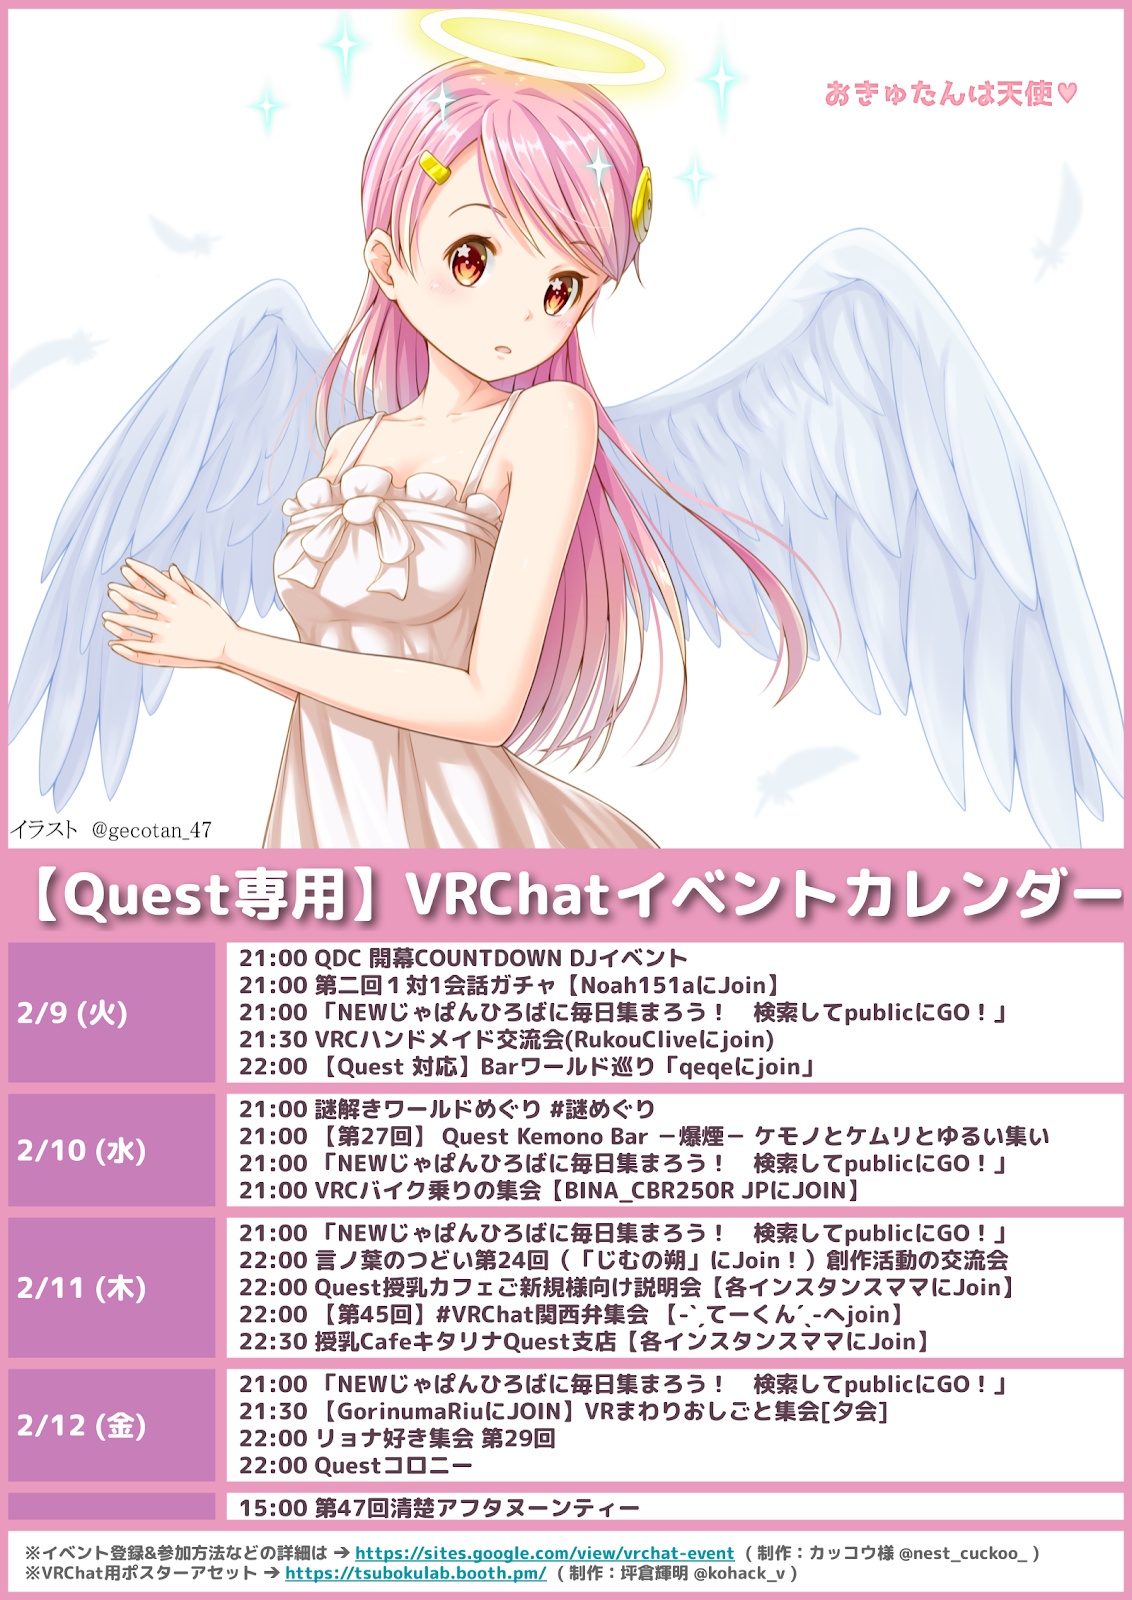 おきゅたんは天使♥
イラスト @gecotan_47
【Quest専用】VRChatイベントカレンダー
2/9 (火)
21:00 QDC 開幕COUNTDOWN DJイベント
21:00 第二回１対1会話ガチャ【Noah151aにJoin】
21:00 「NEWじゃぱんひろばに毎日集まろう！　検索してpublicにGO！」
21:30 VRCハンドメイド交流会(RukouCliveにjoin)
22:00 【Quest 対応】Barワールド巡り「qeqeにjoin」
2/10 (水)
21:00 謎解きワールドめぐり #謎めぐり
21:00 【第27回】 Quest Kemono Bar －爆煙－ ケモノとケムリとゆるい集い
21:00 「NEWじゃぱんひろばに毎日集まろう！　検索してpublicにGO！」
21:00 VRCバイク乗りの集会【BINA_CBR250R JPにJOIN】
2/11 (木)
21:00 「NEWじゃぱんひろばに毎日集まろう！　検索してpublicにGO！」
22:00 言ノ葉のつどい第24回（「じむの朔」にJoin！）創作活動の交流会
22:00 Quest授乳カフェご新規様向け説明会【各インスタンスママにJoin】
22:00 【第45回】#VRChat関西弁集会 【-ˋˏてーくんˊˎ-へjoin】
22:30 授乳CafeキタリナQuest支店【各インスタンスママにJoin】
2/12 (金)
21:00 「NEWじゃぱんひろばに毎日集まろう！　検索してpublicにGO！」
21:30 【GorinumaRiuにJOIN】VRまわりおしごと集会[夕会]
22:00 リョナ好き集会 第29回
22:00 Questコロニー
15:00 第47回清楚アフタヌーンティー
※イベント登録&参加方法などの詳細は → https://sites.google.com/view/vrchat-event （制作：カッコウ様 @nest_cuckoo_ ）
※VRChat用ポスターアセット → https://tsubokulab.booth.pm/ （制作：坪倉輝明 @kohack_v ）